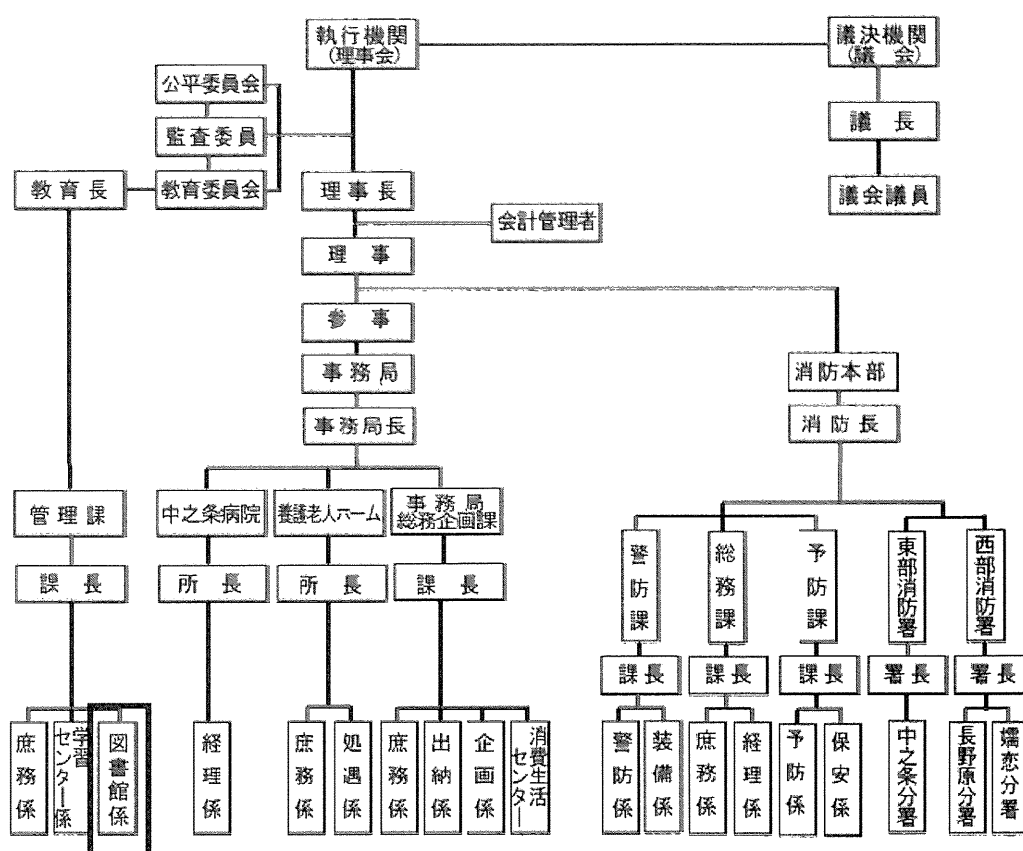 執行機関
(理事会)
議決機関
(議　会)
公平委員会
監査委員
議　長
教育長
教育委員会
理事長
議会議員
会計管理者
理　事
参　事
事務局
消防本部
事務局長
消防長
管理課
中之条病院
養護老人ホーム
事務局
総務企画課
警防課
総務課
予防課
東部消防署
西部消防署
課　長
所　長
所　長
課　長
課長
課長
課長
署長
署長
庶務係
学習
センター係
図書館係
経理係
庶務係
処遇係
庶務係
出納係
企画係
消費生活
センター
警防係
装備係
庶務係
経理係
予防係
保安係
中之条分署
長野原分署
嬬恋分署